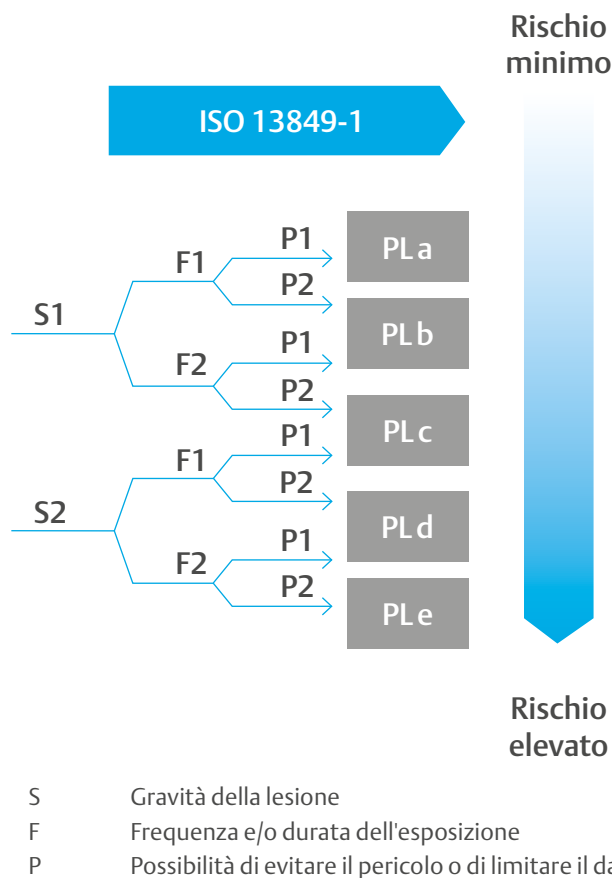 Rischio
minimo
ISO 13849-1
S1
F1
P1
PL a
P2
PL b
F2
P1
P2
PL c
S2
F1
P1
P2
PL d
F2
P1
P2
PL e
Rischio
elevato
S Gravità della lesione
F Frequenza e/o durata dell'esposizione
P Possibilità di evitare il pericolo o di limitare il